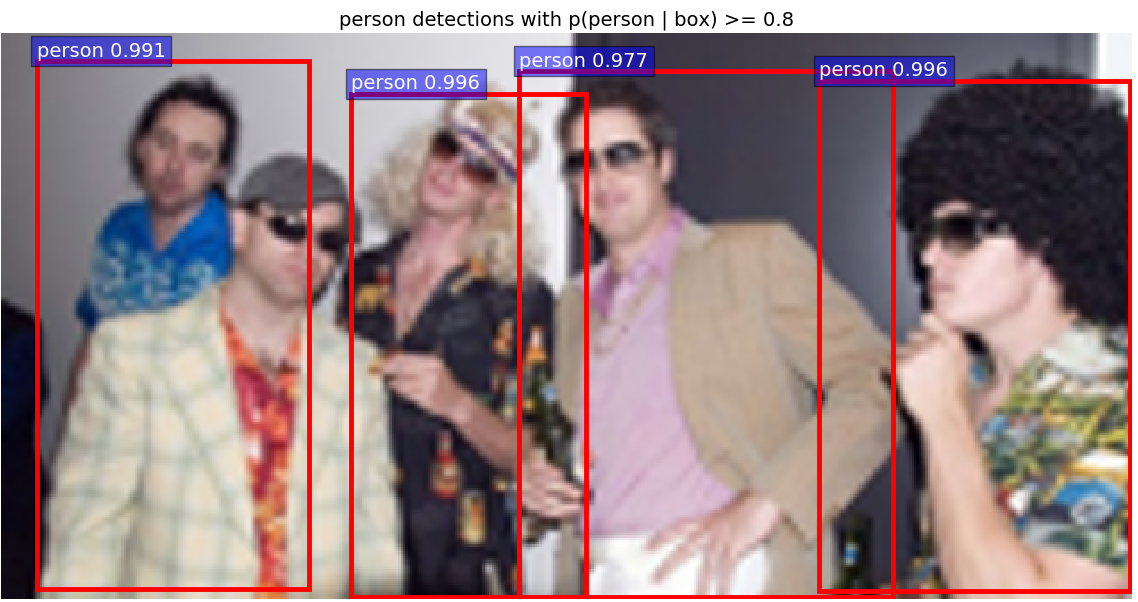 person detections with p(person | box) >= 0.8
person 0.991
person 0.996
person 0.977
person 0.996